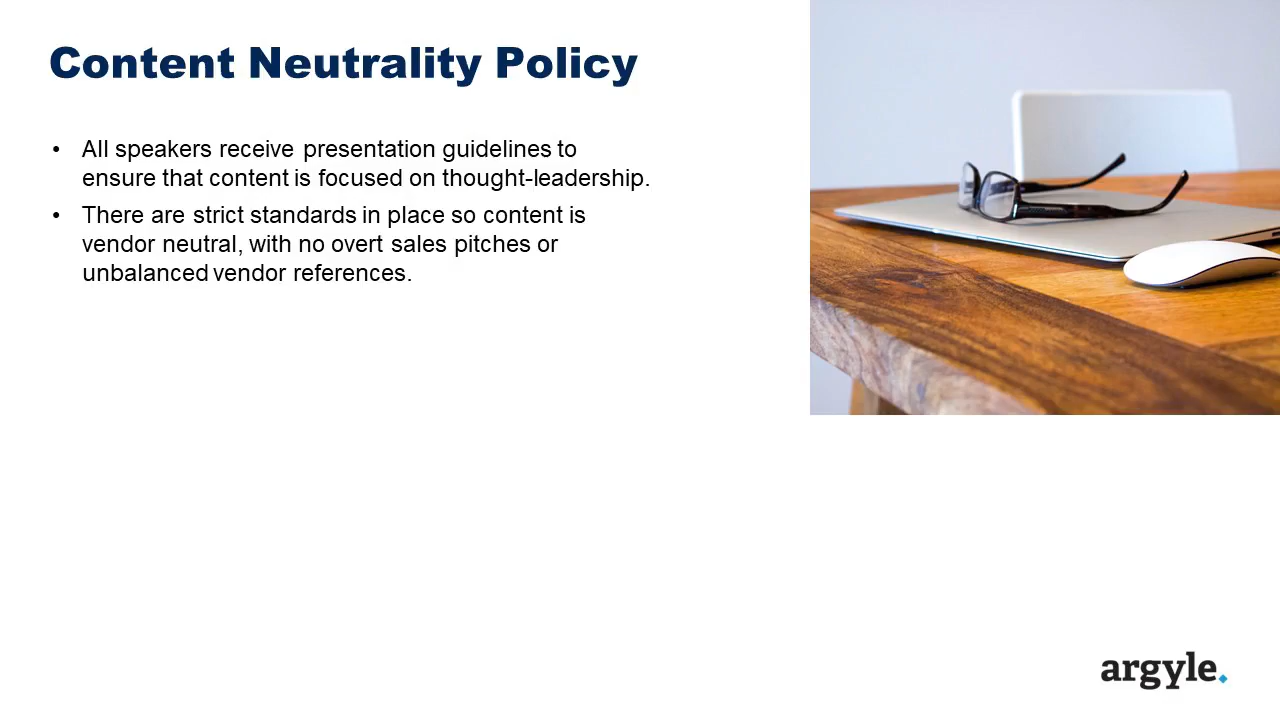 Content Neutrality Policy
• All speakers receive presentation guidelines to
ensure that content is focused on thought-leadership.
• There are strict standards in place so content is
vendor neutral, with no overt sales pitches or
unbalanced vendor references.
argyle.